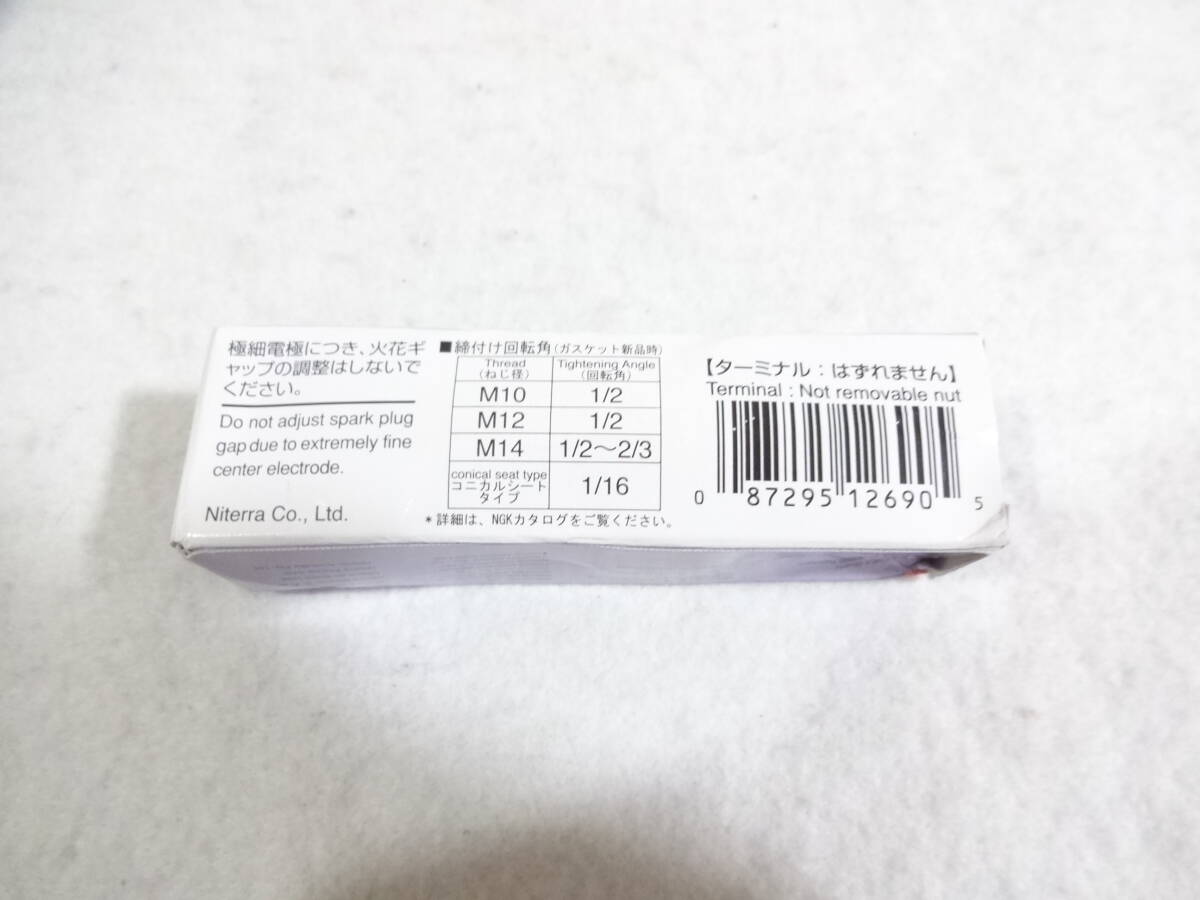 極細電極につき、火花ギ
ャップの調整はしないで
ください。
Do not adjust spark plug
gap due to extremely fine
center electrode.
Niterra Co., Ltd.
■締付け回転角(ガスケット新品時)
Thread Tightening Angle
(ねじ径) (回転角)
M10 1/2
M12 1/2
M14 1/2〜2/3
conical seat type
コニカルシート
タイプ 1/16
*詳細は、NGKカタログをご覧ください。
【ターミナル：はずれません】
Terminal : Not removable nut
0 87295 12690 5